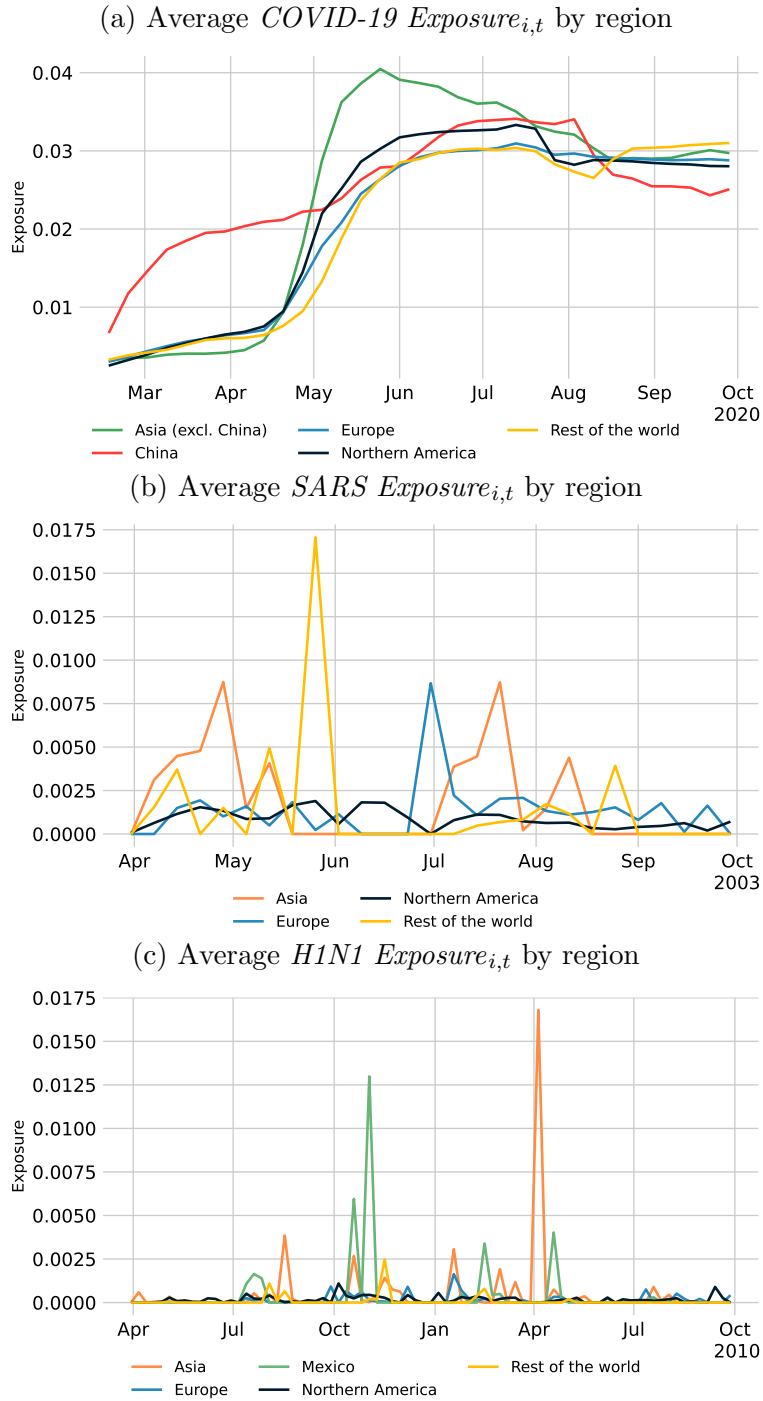 (a) Average COVID-19 Exposure_{i,t} by region
0.04
0.03
0.02
0.01
Exposure
Mar Apr May Jun Jul Aug Sep Oct
2020
Asia (excl. China) Europe Rest of the world
China Northern America
(b) Average SARS Exposure_{i,t} by region
0.0175
0.0150
0.0125
0.0100
0.0075
0.0050
0.0025
0.0000
Exposure
Apr May Jun Jul Aug Sep Oct
2003
Asia Northern America
Europe Rest of the world
(c) Average H1N1 Exposure_{i,t} by region
0.0175
0.0150
0.0125
0.0100
0.0075
0.0050
0.0025
0.0000
Exposure
Apr Jul Oct Jan Apr Jul Oct
2010
Asia Mexico Rest of the world
Europe Northern America